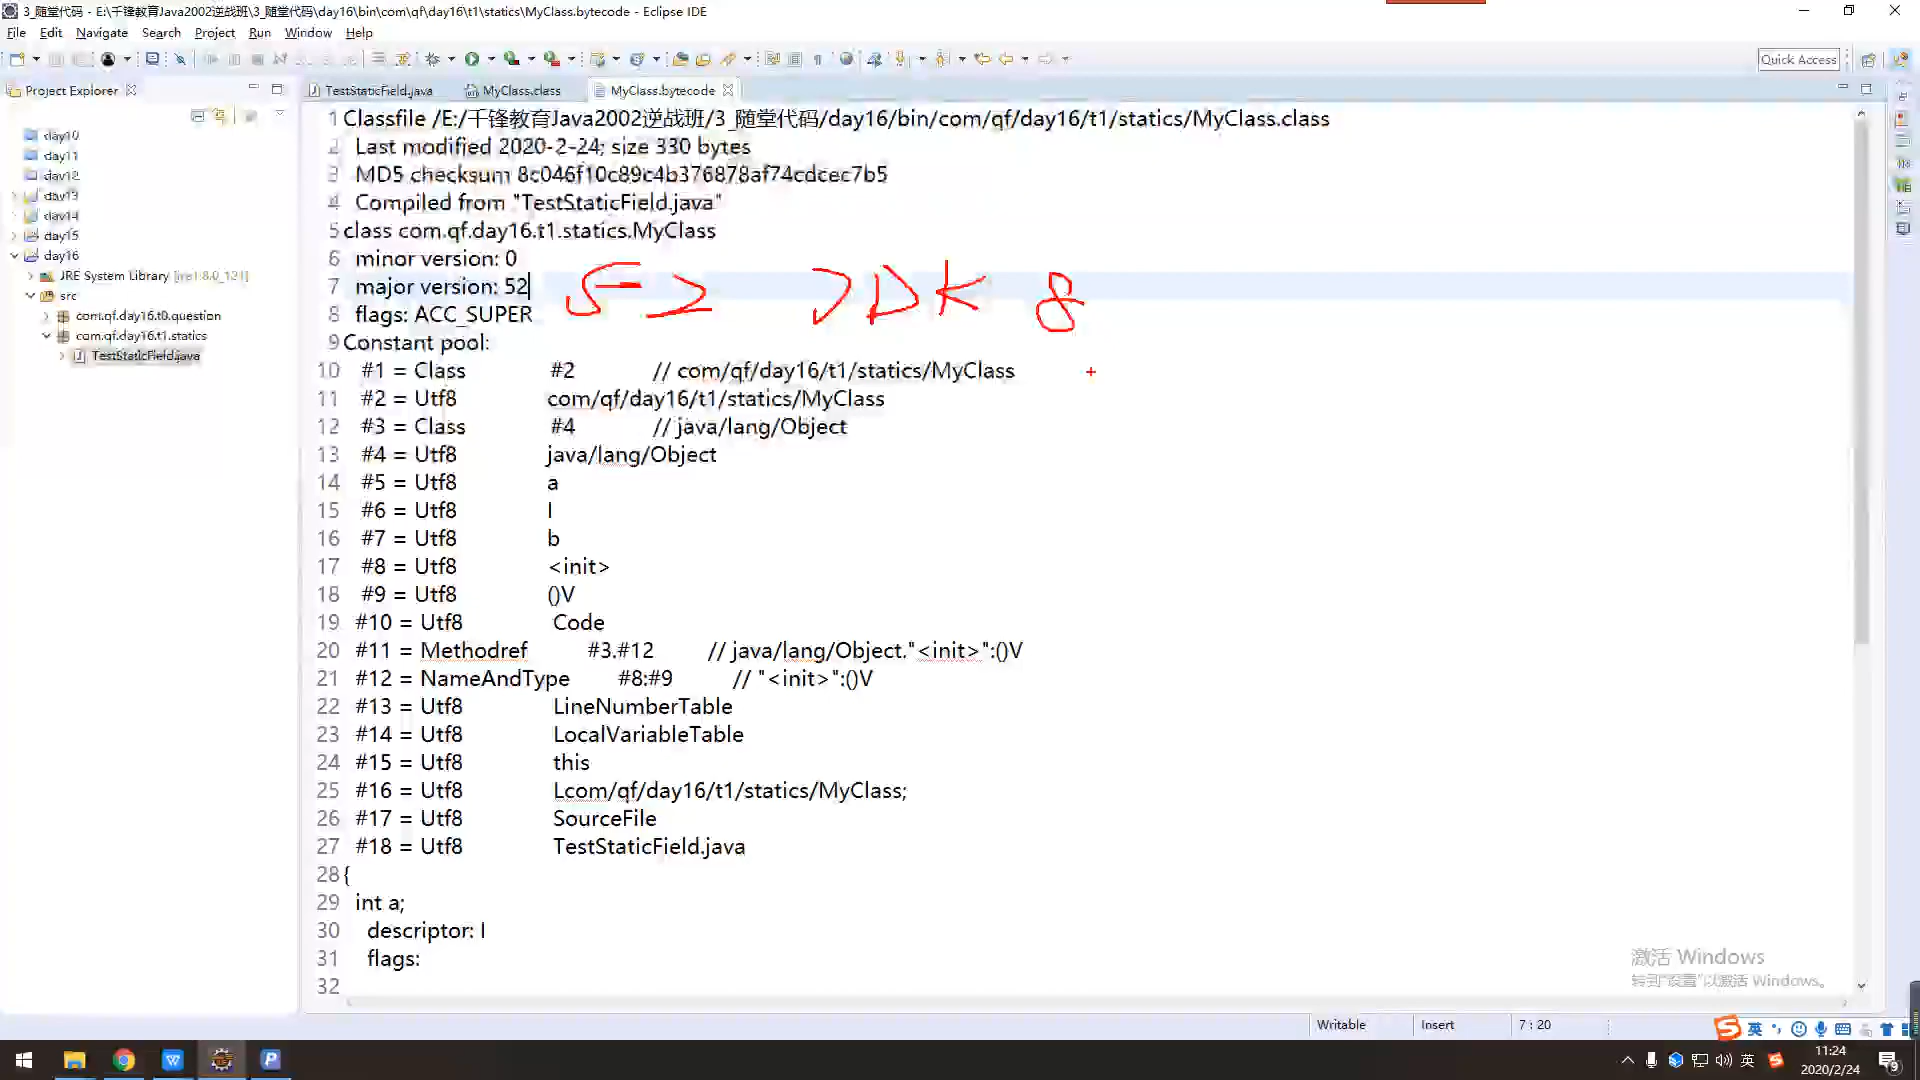 3_随堂代码 - E:\千锋教育Java2002逆战班\3_随堂代码\day16\bin\com\qf\day16\t1\statics\MyClass.bytecode - Eclipse IDE
File Edit Navigate Search Project Run Window Help
Quick Access
Project Explorer
TestStaticField.java MyClass.class MyClass.bytecode
day10
day11
day12
day13
day14
day15
day16
JRE System Library [jre1.8.0_121]
src
com.qf.day16.t0.question
com.qf.day16.t1.statics
TestStaticField.java
1 Classfile /E:/千锋教育Java2002逆战班/3_随堂代码/day16/bin/com/qf/day16/t1/statics/MyClass.class
2 Last modified 2020-2-24; size 330 bytes
3 MD5 checksum 8c046f10c89c4b376878af74cdcec7b5
4 Compiled from "TestStaticField.java"
5 class com.qf.day16.t1.statics.MyClass
6 minor version: 0
7 major version: 52
52 JDK 8
8 flags: ACC_SUPER
9 Constant pool:
10 #1 = Class #2 // com/qf/day16/t1/statics/MyClass
11 #2 = Utf8 com/qf/day16/t1/statics/MyClass
12 #3 = Class #4 // java/lang/Object
13 #4 = Utf8 java/lang/Object
14 #5 = Utf8 a
15 #6 = Utf8 I
16 #7 = Utf8 b
17 #8 = Utf8 <init>
18 #9 = Utf8 ()V
19 #10 = Utf8 Code
20 #11 = Methodref #3.#12 // java/lang/Object."<init>":()V
21 #12 = NameAndType #8:#9 // "<init>":()V
22 #13 = Utf8 LineNumberTable
23 #14 = Utf8 LocalVariableTable
24 #15 = Utf8 this
25 #16 = Utf8 Lcom/qf/day16/t1/statics/MyClass;
26 #17 = Utf8 SourceFile
27 #18 = Utf8 TestStaticField.java
28 {
29 int a;
30 descriptor: I
31 flags:
32
激活 Windows
转到"设置"以激活 Windows。
Writable Insert 7 : 20
英
英 11:24
2020/2/24